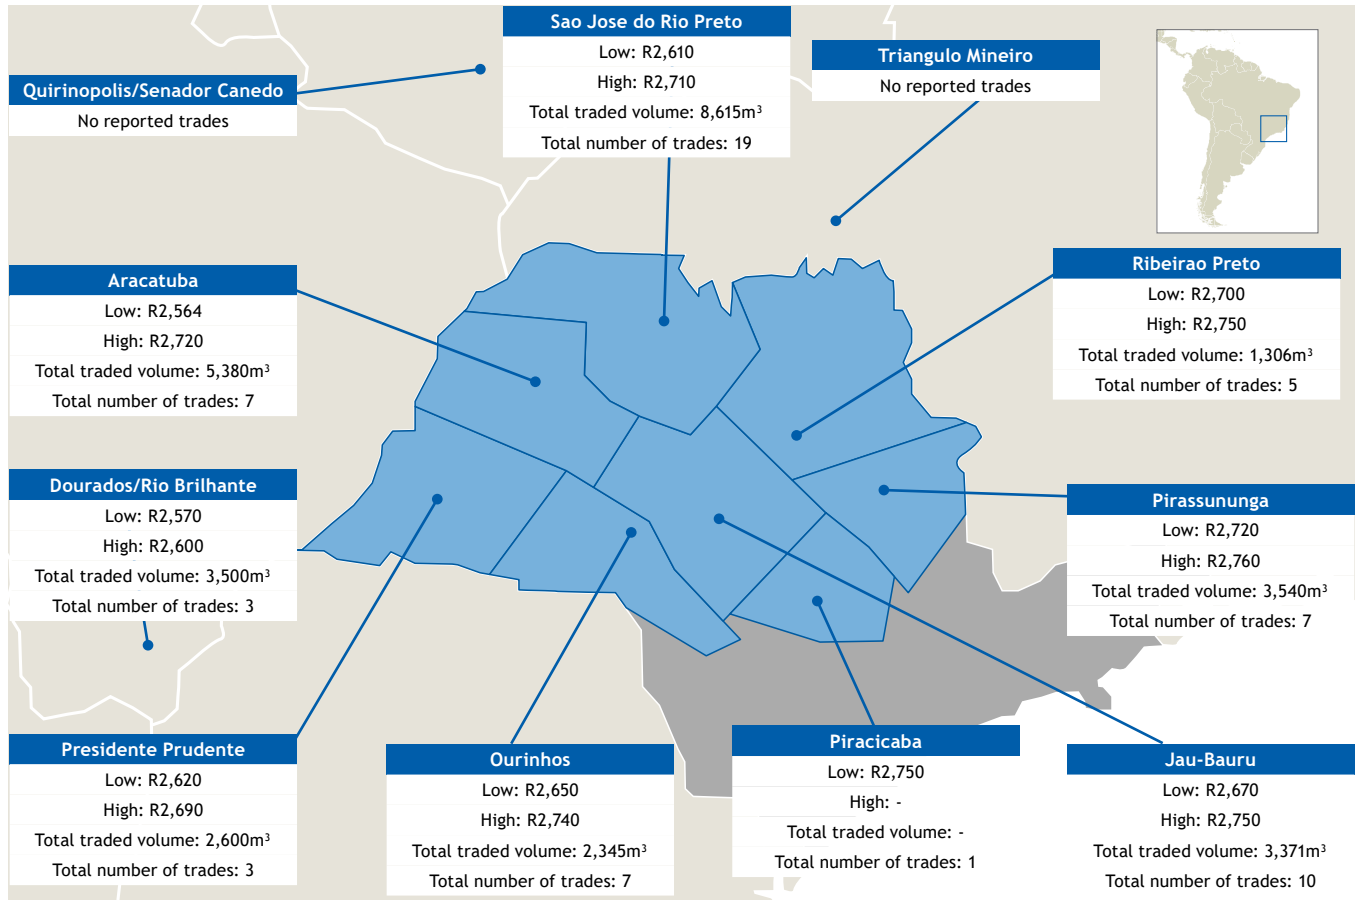 Sao Jose do Rio Preto
Low: R2,610
High: R2,710
Total traded volume: 8,615m³
Total number of trades: 19
Triangulo Mineiro
No reported trades
Quirinopolis/Senador Canedo
No reported trades
Ribeirao Preto
Low: R2,700
High: R2,750
Total traded volume: 1,306m³
Total number of trades: 5
Aracatuba
Low: R2,564
High: R2,720
Total traded volume: 5,380m³
Total number of trades: 7
Dourados/Rio Brilhante
Low: R2,570
High: R2,600
Total traded volume: 3,500m³
Total number of trades: 3
Pirassununga
Low: R2,720
High: R2,760
Total traded volume: 3,540m³
Total number of trades: 7
Presidente Prudente
Low: R2,620
High: R2,690
Total traded volume: 2,600m³
Total number of trades: 3
Ourinhos
Low: R2,650
High: R2,740
Total traded volume: 2,345m³
Total number of trades: 7
Piracicaba
Low: R2,750
High: -
Total traded volume: -
Total number of trades: 1
Jau-Bauru
Low: R2,670
High: R2,750
Total traded volume: 3,371m³
Total number of trades: 10